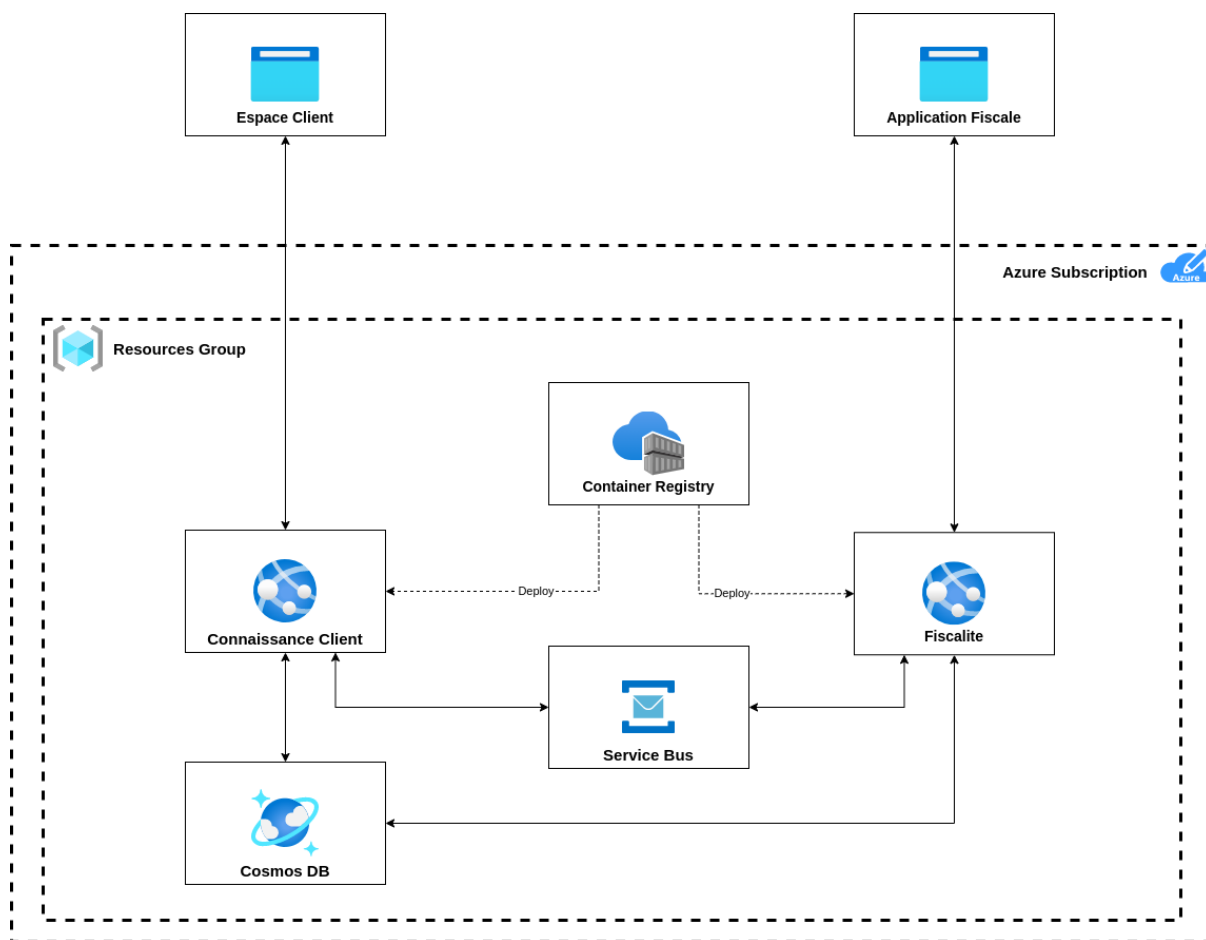 Espace Client
Application Fiscale
Azure Subscription
Azure
Resources Group
Container Registry
Deploy
Deploy
Connaissance Client
Fiscalite
Service Bus
Cosmos DB